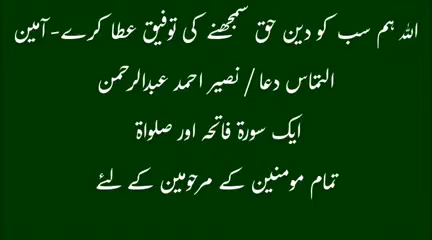 اللہ ہم سب کو دین حق سمجھنے کی توفیق عطا کرے-آمین
التماس دعا / نصیر احمد عبدالرحمن
ایک سورۃ فاتحہ اور صلواۃ
تمام مومنین کے مرحومین کے لئے